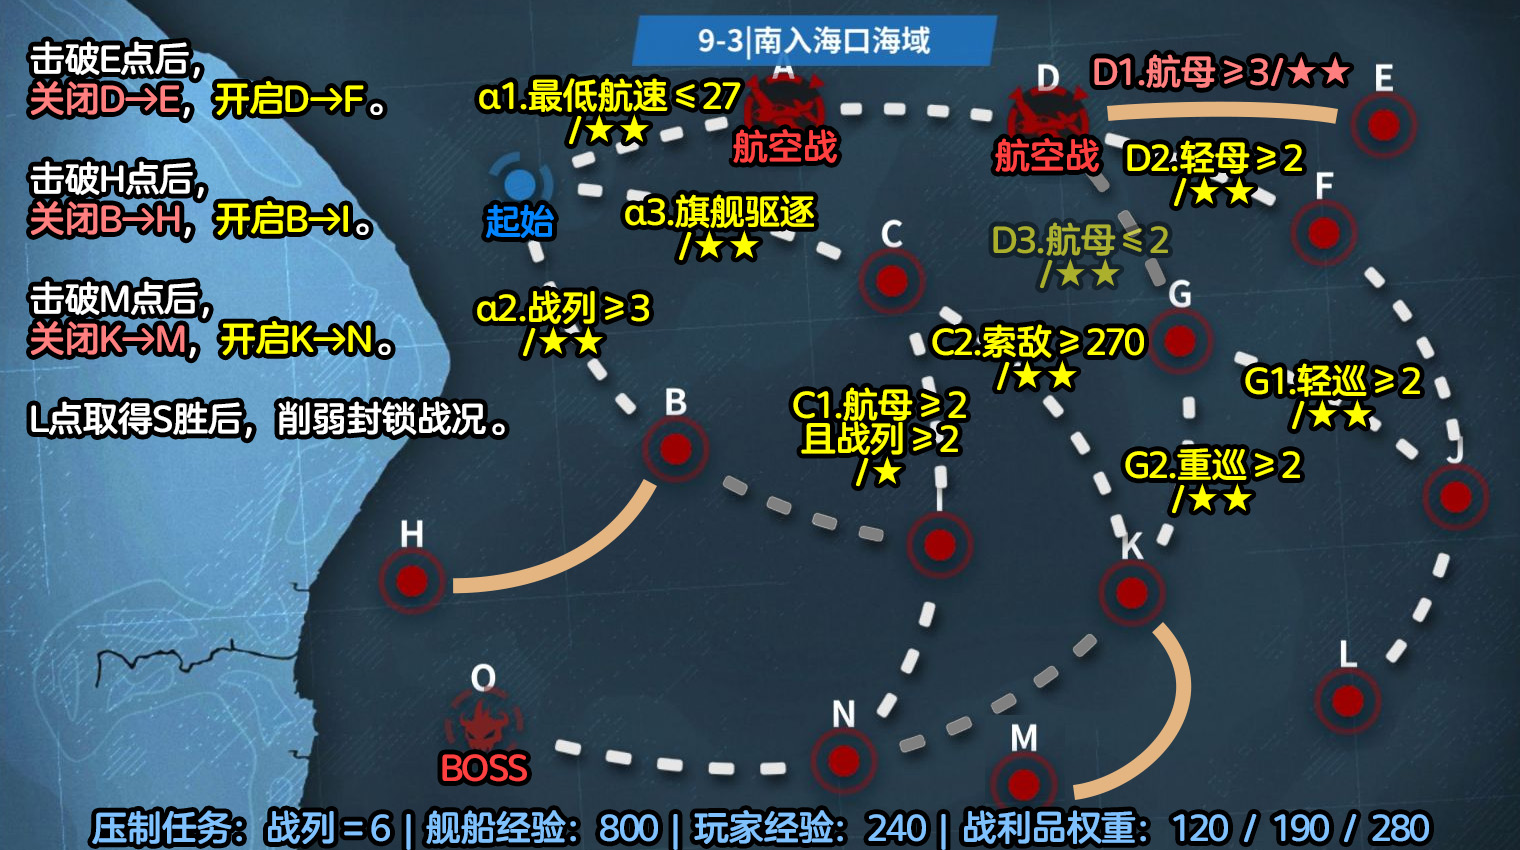 9-3|南入海口海域
击破E点后，
关闭D→E，开启D→F。
击破H点后，
关闭B→H，开启B→I。
击破M点后，
关闭K→M，开启K→N。
L点取得S胜后，削弱封锁战况。
α1.最低航速≤27
/★★
A
航空战
D
航空战
D1.航母≥3/★★
E
D2.轻母≥2
/★★
F
起始
α3.旗舰驱逐
/★★
C
D3.航母≤2
/★★
G
α2.战列≥3
/★★
C2.索敌≥270
/★★
B
C1.航母≥2
且战列≥2
/★
G1.轻巡≥2
/★★
G2.重巡≥2
/★★
J
H
I
K
L
O
BOSS
N
M
压制任务：战列=6 | 舰船经验：800 | 玩家经验：240 | 战利品权重：120 / 190 / 280